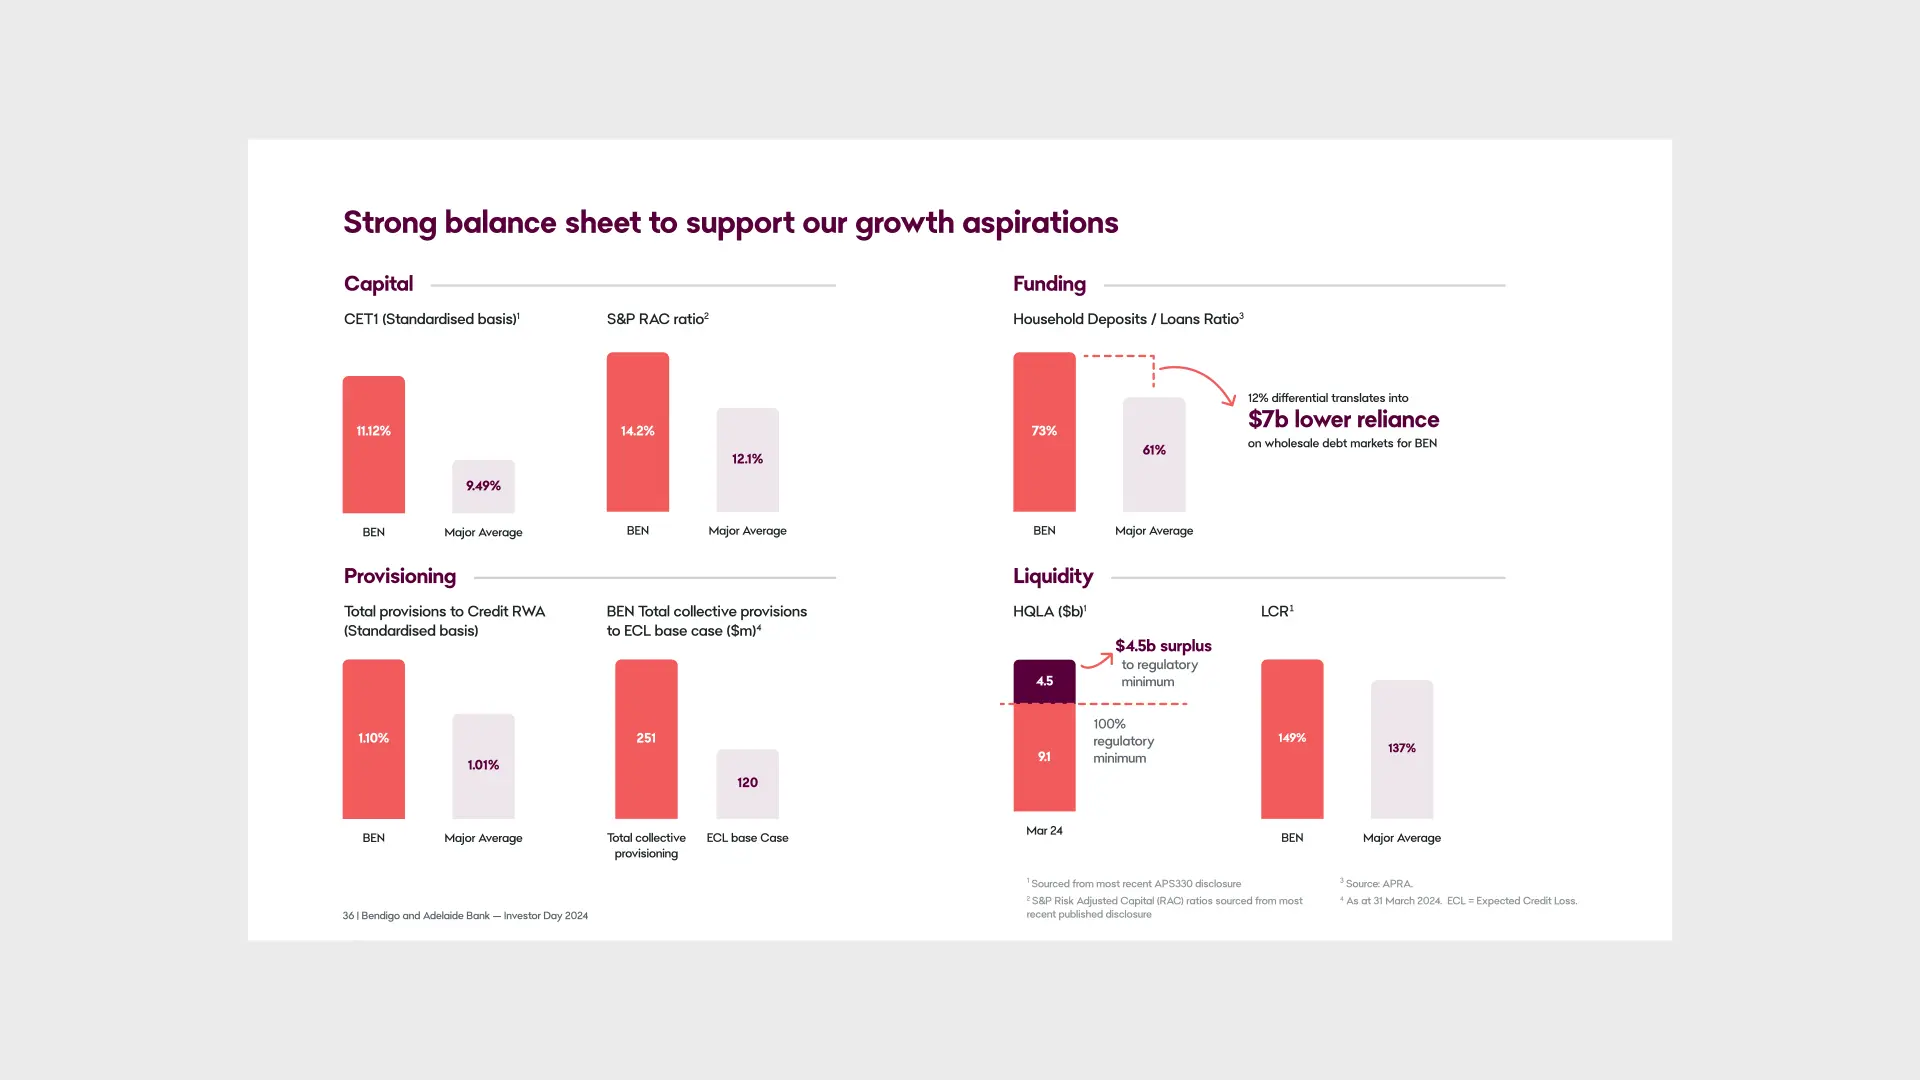 Strong balance sheet to support our growth aspirations
Capital
CET1 (Standardised basis)¹
11.12%
9.49%
BEN
Major Average
S&P RAC ratio²
14.2%
12.1%
BEN
Major Average
Funding
Household Deposits / Loans Ratio³
73%
61%
BEN
Major Average
12% differential translates into
$7b lower reliance
on wholesale debt markets for BEN
Provisioning
Total provisions to Credit RWA
(Standardised basis)
1.10%
1.01%
BEN
Major Average
BEN Total collective provisions
to ECL base case ($m)⁴
251
120
Total collective
provisioning
ECL base Case
Liquidity
HQLA ($b)¹
$4.5b surplus
to regulatory
minimum
4.5
100%
regulatory
minimum
9.1
Mar 24
LCR¹
149%
137%
BEN
Major Average
¹ Sourced from most recent APS330 disclosure
² S&P Risk Adjusted Capital (RAC) ratios sourced from most
recent published disclosure
³ Source: APRA.
⁴ As at 31 March 2024. ECL = Expected Credit Loss.
36 | Bendigo and Adelaide Bank — Investor Day 2024